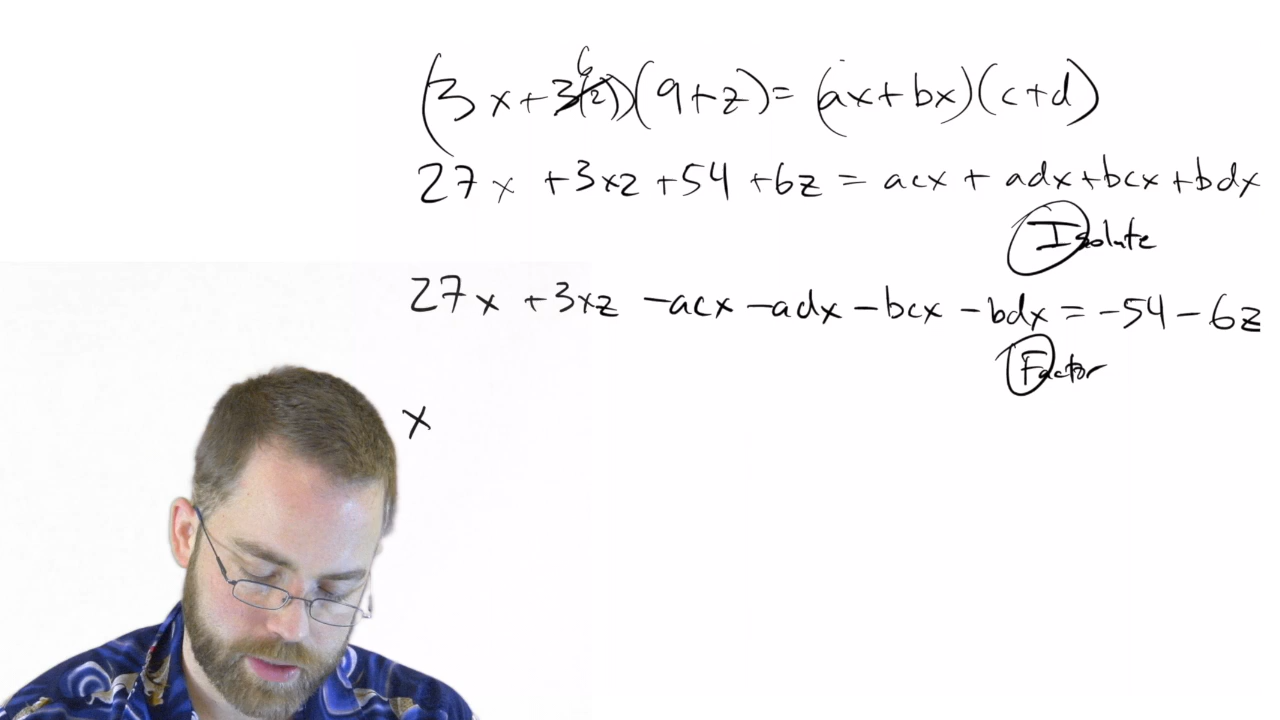 (3x+3(2) 6)(9+z)=(ax+bx)(c+d)
27x +3xz +54 +6z = acx + adx+bcx +bdx
Isolate
27x +3xz -acx -adx -bcx -bdx = -54 - 6z
Factor
x